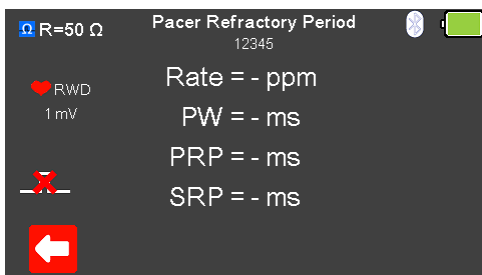 Ω R=50 Ω
Pacer Refractory Period
12345
RWD
1 mV
Rate = - ppm
PW = - ms
PRP = - ms
SRP = - ms